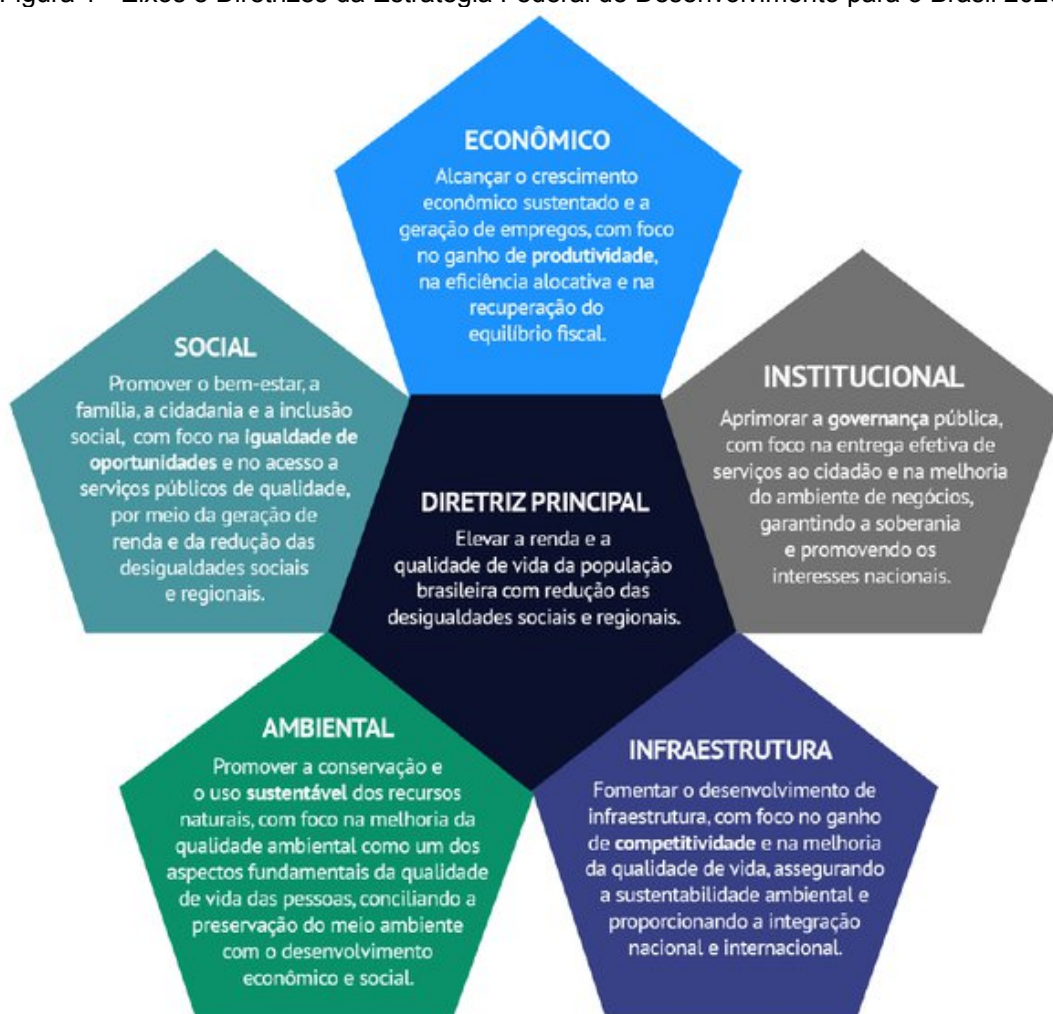 ECONÔMICO
Alcançar o crescimento
econômico sustentado e a
geração de empregos, com foco
no ganho de produtividade,
na eficiência alocativa e na
recuperação do
equilíbrio fiscal.
SOCIAL
Promover o bem-estar, a
família, a cidadania e a inclusão
social, com foco na igualdade de
oportunidades e no acesso a
serviços públicos de qualidade,
por meio da geração de
renda e da redução das
desigualdades sociais
e regionais.
INSTITUCIONAL
Aprimorar a governança pública,
com foco na entrega efetiva de
serviços ao cidadão e na melhoria
do ambiente de negócios,
garantindo a soberania
e promovendo os
interesses nacionais.
DIRETRIZ PRINCIPAL
Elevar a renda e a
qualidade de vida da população
brasileira com redução das
desigualdades sociais e regionais.
AMBIENTAL
Promover a conservação e
o uso sustentável dos recursos
naturais, com foco na melhoria da
qualidade ambiental como um dos
aspectos fundamentais da qualidade
de vida das pessoas, conciliando a
preservação do meio ambiente
com o desenvolvimento
econômico e social.
INFRAESTRUTURA
Fomentar o desenvolvimento de
infraestrutura, com foco no ganho
de competitividade e na melhoria
da qualidade de vida, assegurando
a sustentabilidade ambiental e
proporcionando a integração
nacional e internacional.